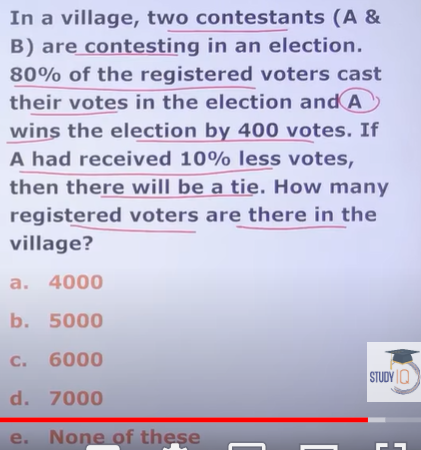 In a village, two contestants (A &
B) are contesting in an election.
80% of the registered voters cast
their votes in the election and A
wins the election by 400 votes. If
A had received 10% less votes,
then there will be a tie. How many
registered voters are there in the
village?
a. 4000
b. 5000
c. 6000
STUDY IQ
d. 7000
e. None of these